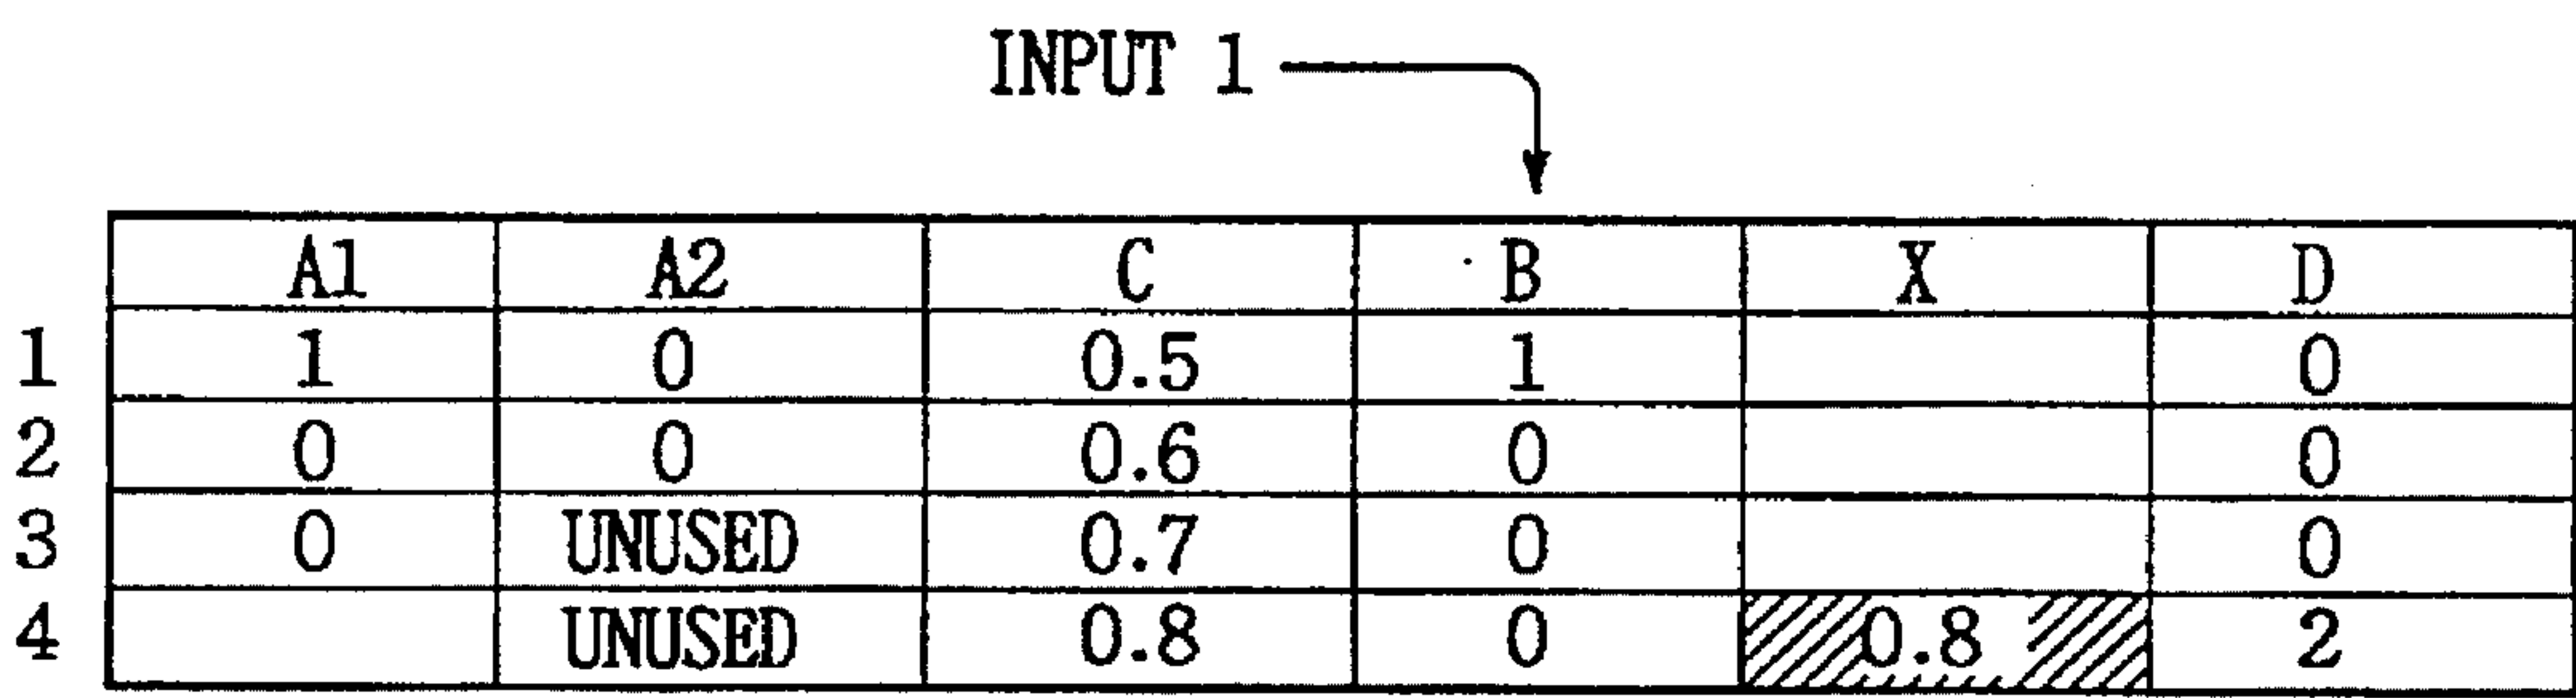 INPUT 1
A1 A2 C B X D
1 1 0 0.5 1 0
2 0 0 0.6 0 0
3 0 UNUSED 0.7 0 0
4 UNUSED 0.8 0 0.8 2